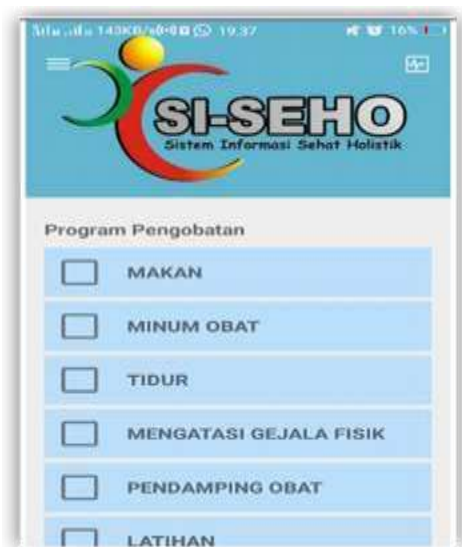 19.37
16%
SI-SEHO
Sistem Informasi Sehat Holistik
Program Pengobatan
MAKAN
MINUM OBAT
TIDUR
MENGATASI GEJALA FISIK
PENDAMPING OBAT
LATIHAN